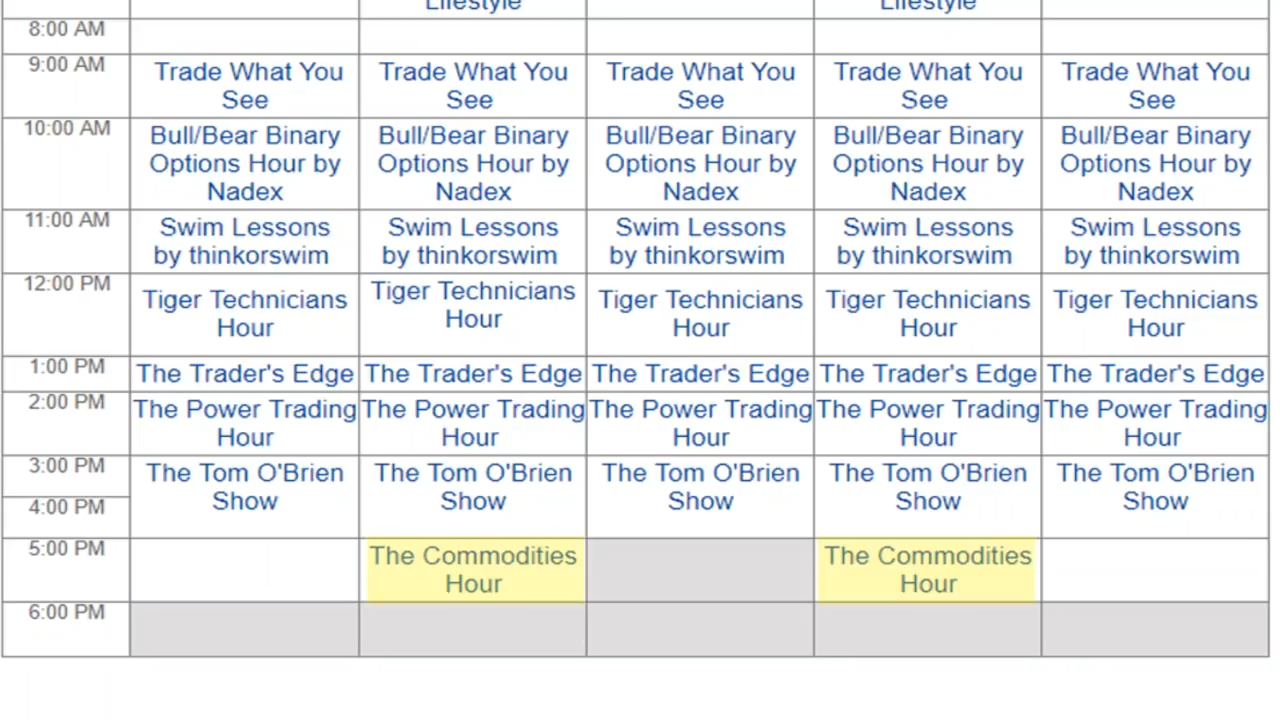 Lifestyle Lifestyle
8:00 AM
9:00 AM Trade What You Trade What You Trade What You Trade What You Trade What You
See See See See See
10:00 AM Bull/Bear Binary Bull/Bear Binary Bull/Bear Binary Bull/Bear Binary Bull/Bear Binary
Options Hour by Options Hour by Options Hour by Options Hour by Options Hour by
Nadex Nadex Nadex Nadex Nadex
11:00 AM Swim Lessons Swim Lessons Swim Lessons Swim Lessons Swim Lessons
by thinkorswim by thinkorswim by thinkorswim by thinkorswim by thinkorswim
12:00 PM Tiger Technicians Tiger Technicians Tiger Technicians Tiger Technicians Tiger Technicians
Hour Hour Hour Hour Hour
1:00 PM The Trader's Edge The Trader's Edge The Trader's Edge The Trader's Edge The Trader's Edge
2:00 PM The Power Trading The Power Trading The Power Trading The Power Trading The Power Trading
Hour Hour Hour Hour Hour
3:00 PM The Tom O'Brien The Tom O'Brien The Tom O'Brien The Tom O'Brien The Tom O'Brien
4:00 PM Show Show Show Show Show
5:00 PM The Commodities The Commodities
Hour Hour
6:00 PM